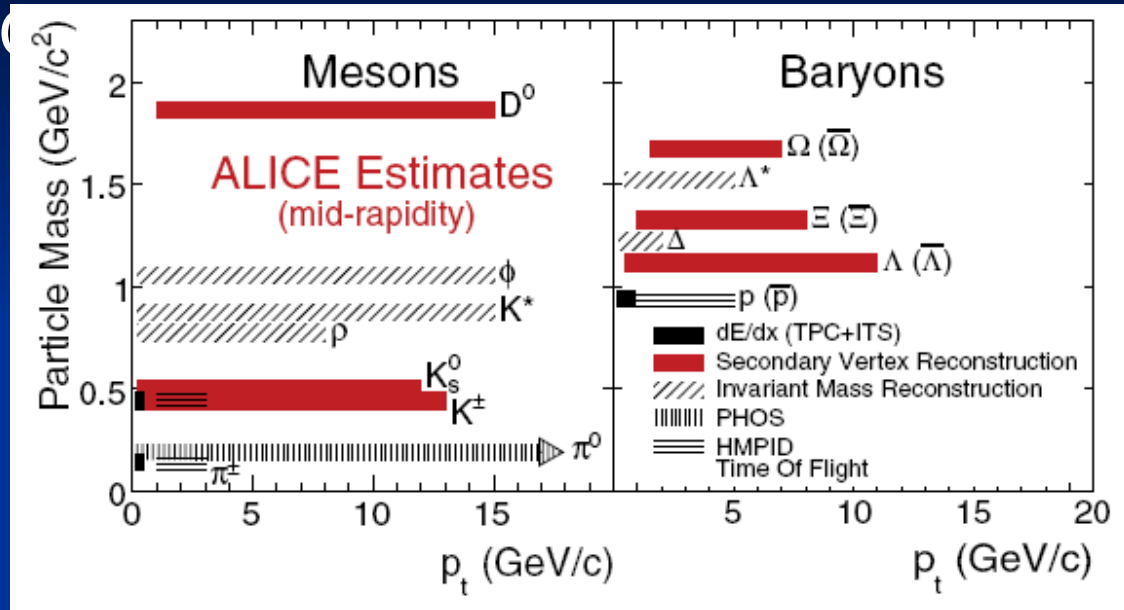 Mesons
Baryons
Particle Mass (GeV/c²)
2
1.5
1
0.5
0
D⁰
ALICE Estimates
(mid-rapidity)
ϕ
K*
ρ
K⁰ₛ
K±
π⁰
π±
Ω (Ω̅)
Λ*
Ξ (Ξ̅)
Δ
Λ (Λ̅)
p (p̅)
dE/dx (TPC+ITS)
Secondary Vertex Reconstruction
Invariant Mass Reconstruction
PHOS
HMPID
Time Of Flight
0 5 10 15
5 10 15 20
pₜ (GeV/c)
pₜ (GeV/c)